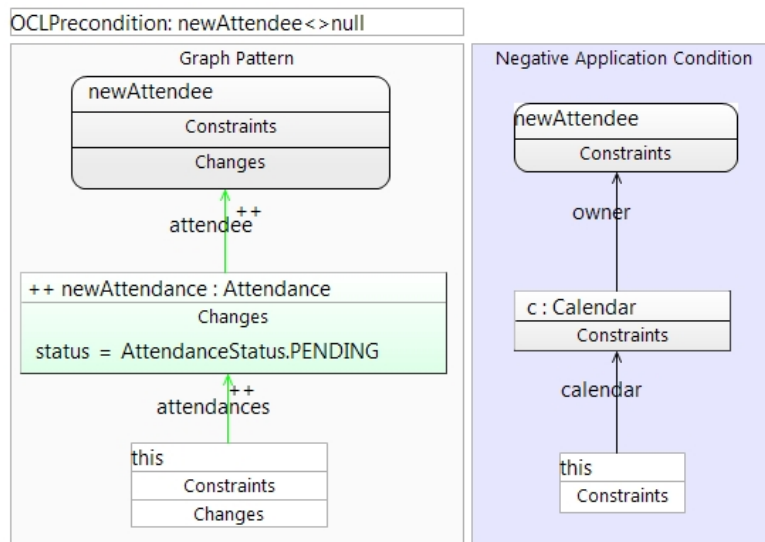 OCLPrecondition: newAttendee<>null
Graph Pattern
newAttendee
Constraints
Changes
++
attendee
++ newAttendance : Attendance
Changes
status = AttendanceStatus.PENDING
++
attendances
this
Constraints
Changes
Negative Application Condition
newAttendee
Constraints
owner
c : Calendar
Constraints
calendar
this
Constraints